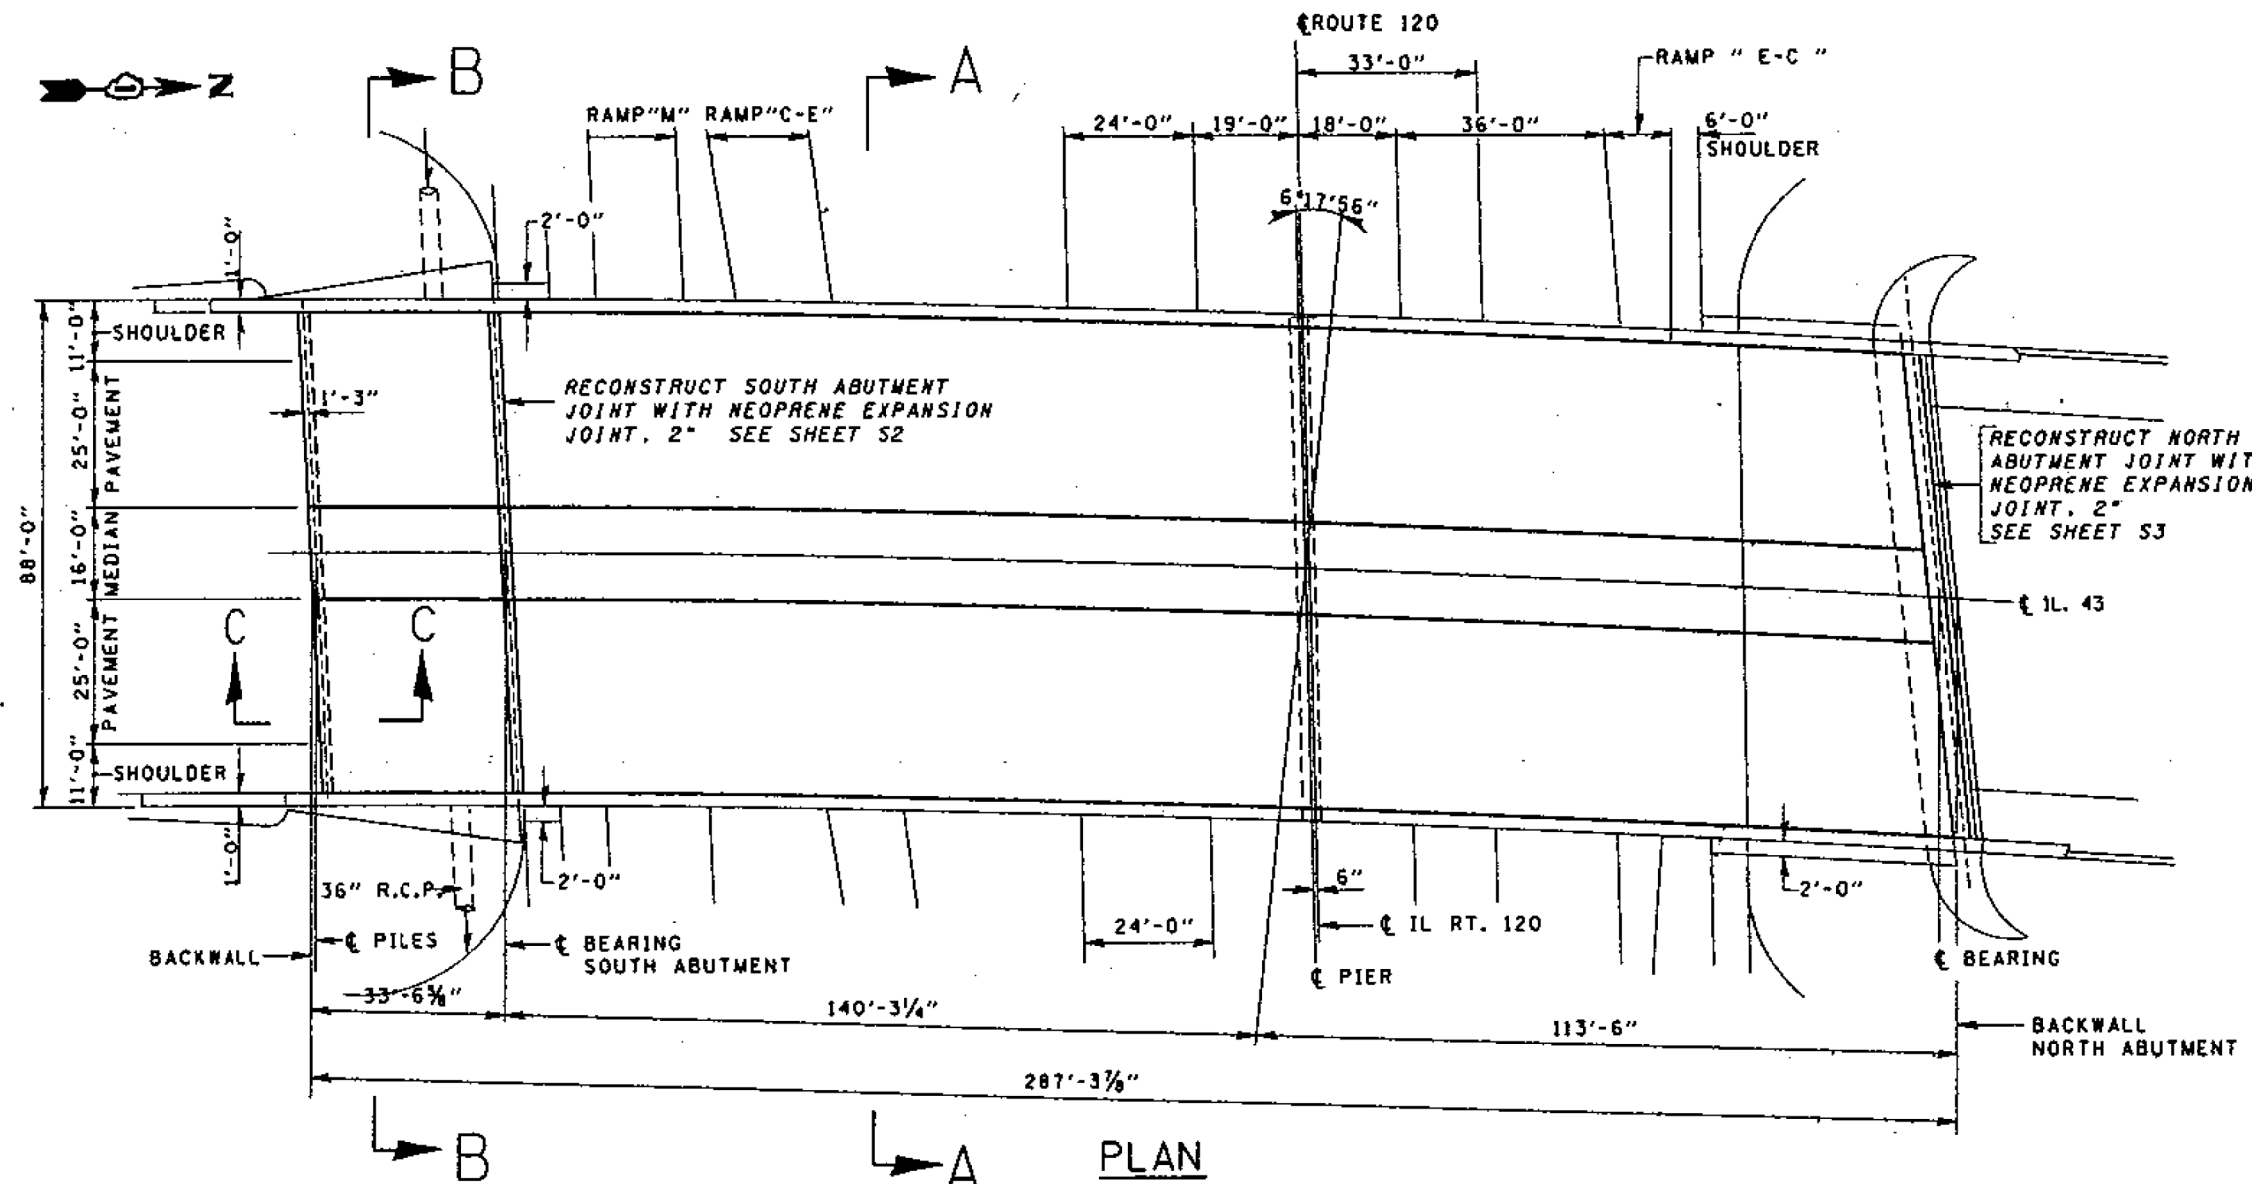 ℄ROUTE 120
33'-0"
RAMP " E-C "
N
B
A
RAMP"M"
RAMP"C-E"
24'-0"
19'-0"
18'-0"
36'-0"
6'-0"
SHOULDER
6°17'56"
2'-0"
1'-0"
88'-0"
11'-0"
SHOULDER
25'-0"
PAVEMENT
1'-3"
RECONSTRUCT SOUTH ABUTMENT
JOINT WITH NEOPRENE EXPANSION
JOINT, 2" SEE SHEET S2
RECONSTRUCT NORTH
ABUTMENT JOINT WIT
NEOPRENE EXPANSION
JOINT, 2"
SEE SHEET S3
16'-0"
MEDIAN
℄ IL. 43
C
C
25'-0"
PAVEMENT
11'-0"
SHOULDER
1'-0"
36" R.C.P.
2'-0"
6"
2'-0"
24'-0"
℄ IL RT. 120
BACKWALL
℄ PILES
℄ BEARING
SOUTH ABUTMENT
℄ PIER
℄ BEARING
33'-6⅝"
140'-3¼"
113'-6"
BACKWALL
NORTH ABUTMENT
287'-3⅞"
B
A
PLAN